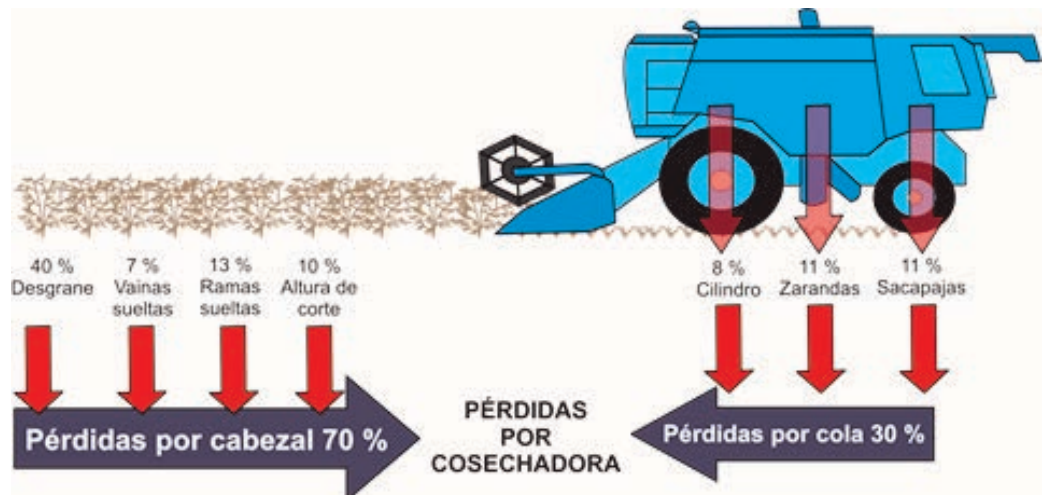 40 %
Desgrane
7 %
Vainas
sueltas
13 %
Ramas
sueltas
10 %
Altura de
corte
8 %
Cilindro
11 %
Zarandas
11 %
Sacapajas
Pérdidas por cabezal 70 %
PÉRDIDAS
POR
COSECHADORA
Pérdidas por cola 30 %